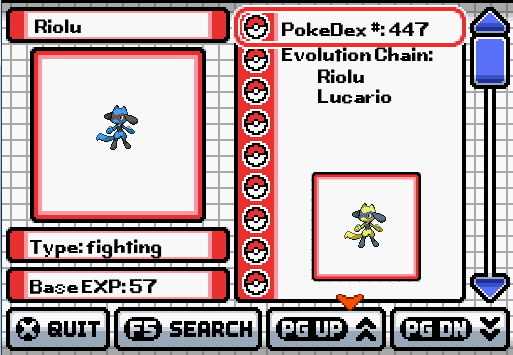 Riolu
PokeDex #: 447
Evolution Chain:
Riolu
Lucario
Type: fighting
Base EXP: 57
X QUIT
F5 SEARCH
PG UP
PG DN